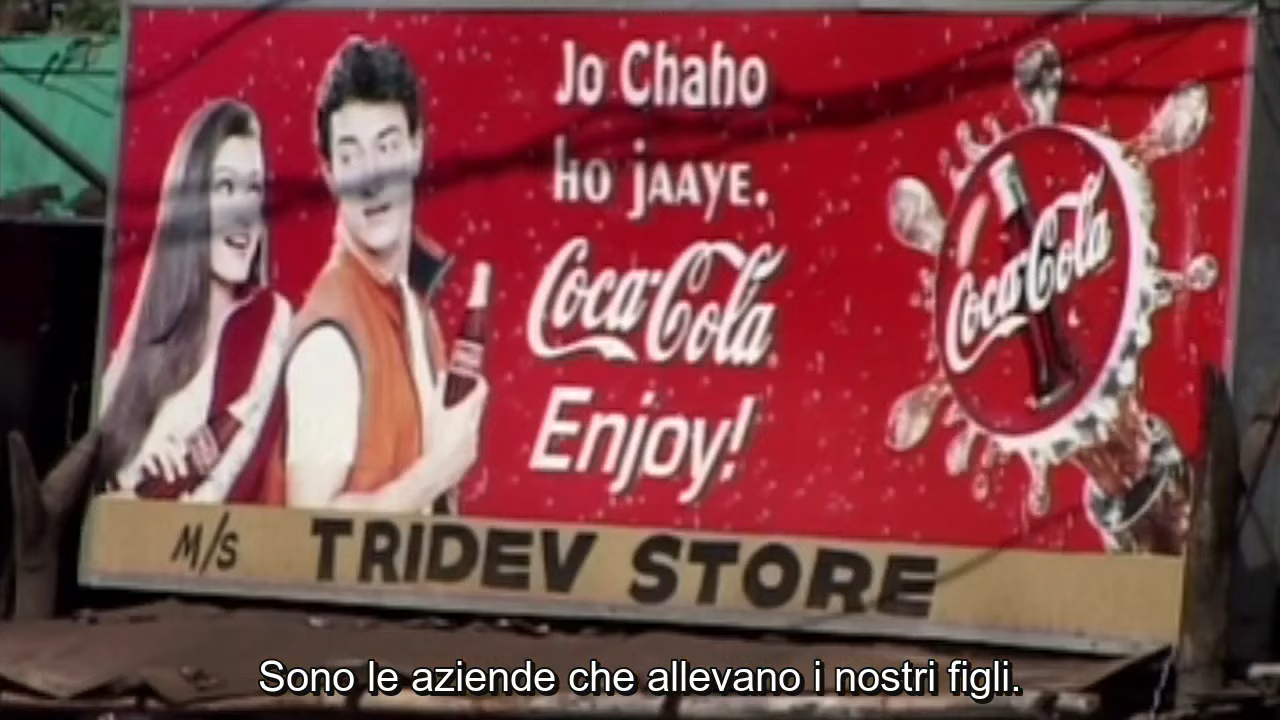 Jo Chaho
ho jaaye.
Coca-Cola
Enjoy!
Coca-Cola
M/S TRIDEV STORE
Sono le aziende che allevano i nostri figli.